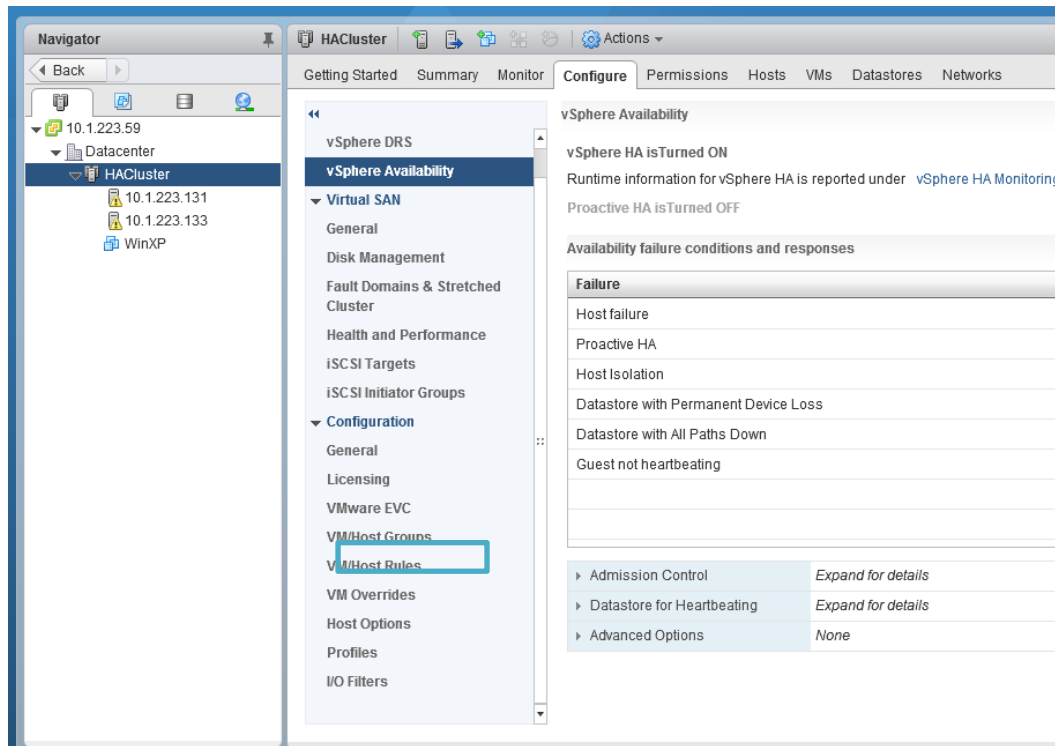 Navigator
Back
10.1.223.59
Datacenter
HACluster
10.1.223.131
10.1.223.133
WinXP
HACluster
Actions
Getting Started Summary Monitor Configure Permissions Hosts VMs Datastores Networks
vSphere DRS
vSphere Availability
Virtual SAN
General
Disk Management
Fault Domains & Stretched
Cluster
Health and Performance
iSCSI Targets
iSCSI Initiator Groups
Configuration
General
Licensing
VMware EVC
VM/Host Groups
VM/Host Rules
VM Overrides
Host Options
Profiles
I/O Filters
vSphere Availability
vSphere HA isTurned ON
Runtime information for vSphere HA is reported under vSphere HA Monitoring
Proactive HA isTurned OFF
Availability failure conditions and responses
Failure
Host failure
Proactive HA
Host Isolation
Datastore with Permanent Device Loss
Datastore with All Paths Down
Guest not heartbeating
Admission Control Expand for details
Datastore for Heartbeating Expand for details
Advanced Options None